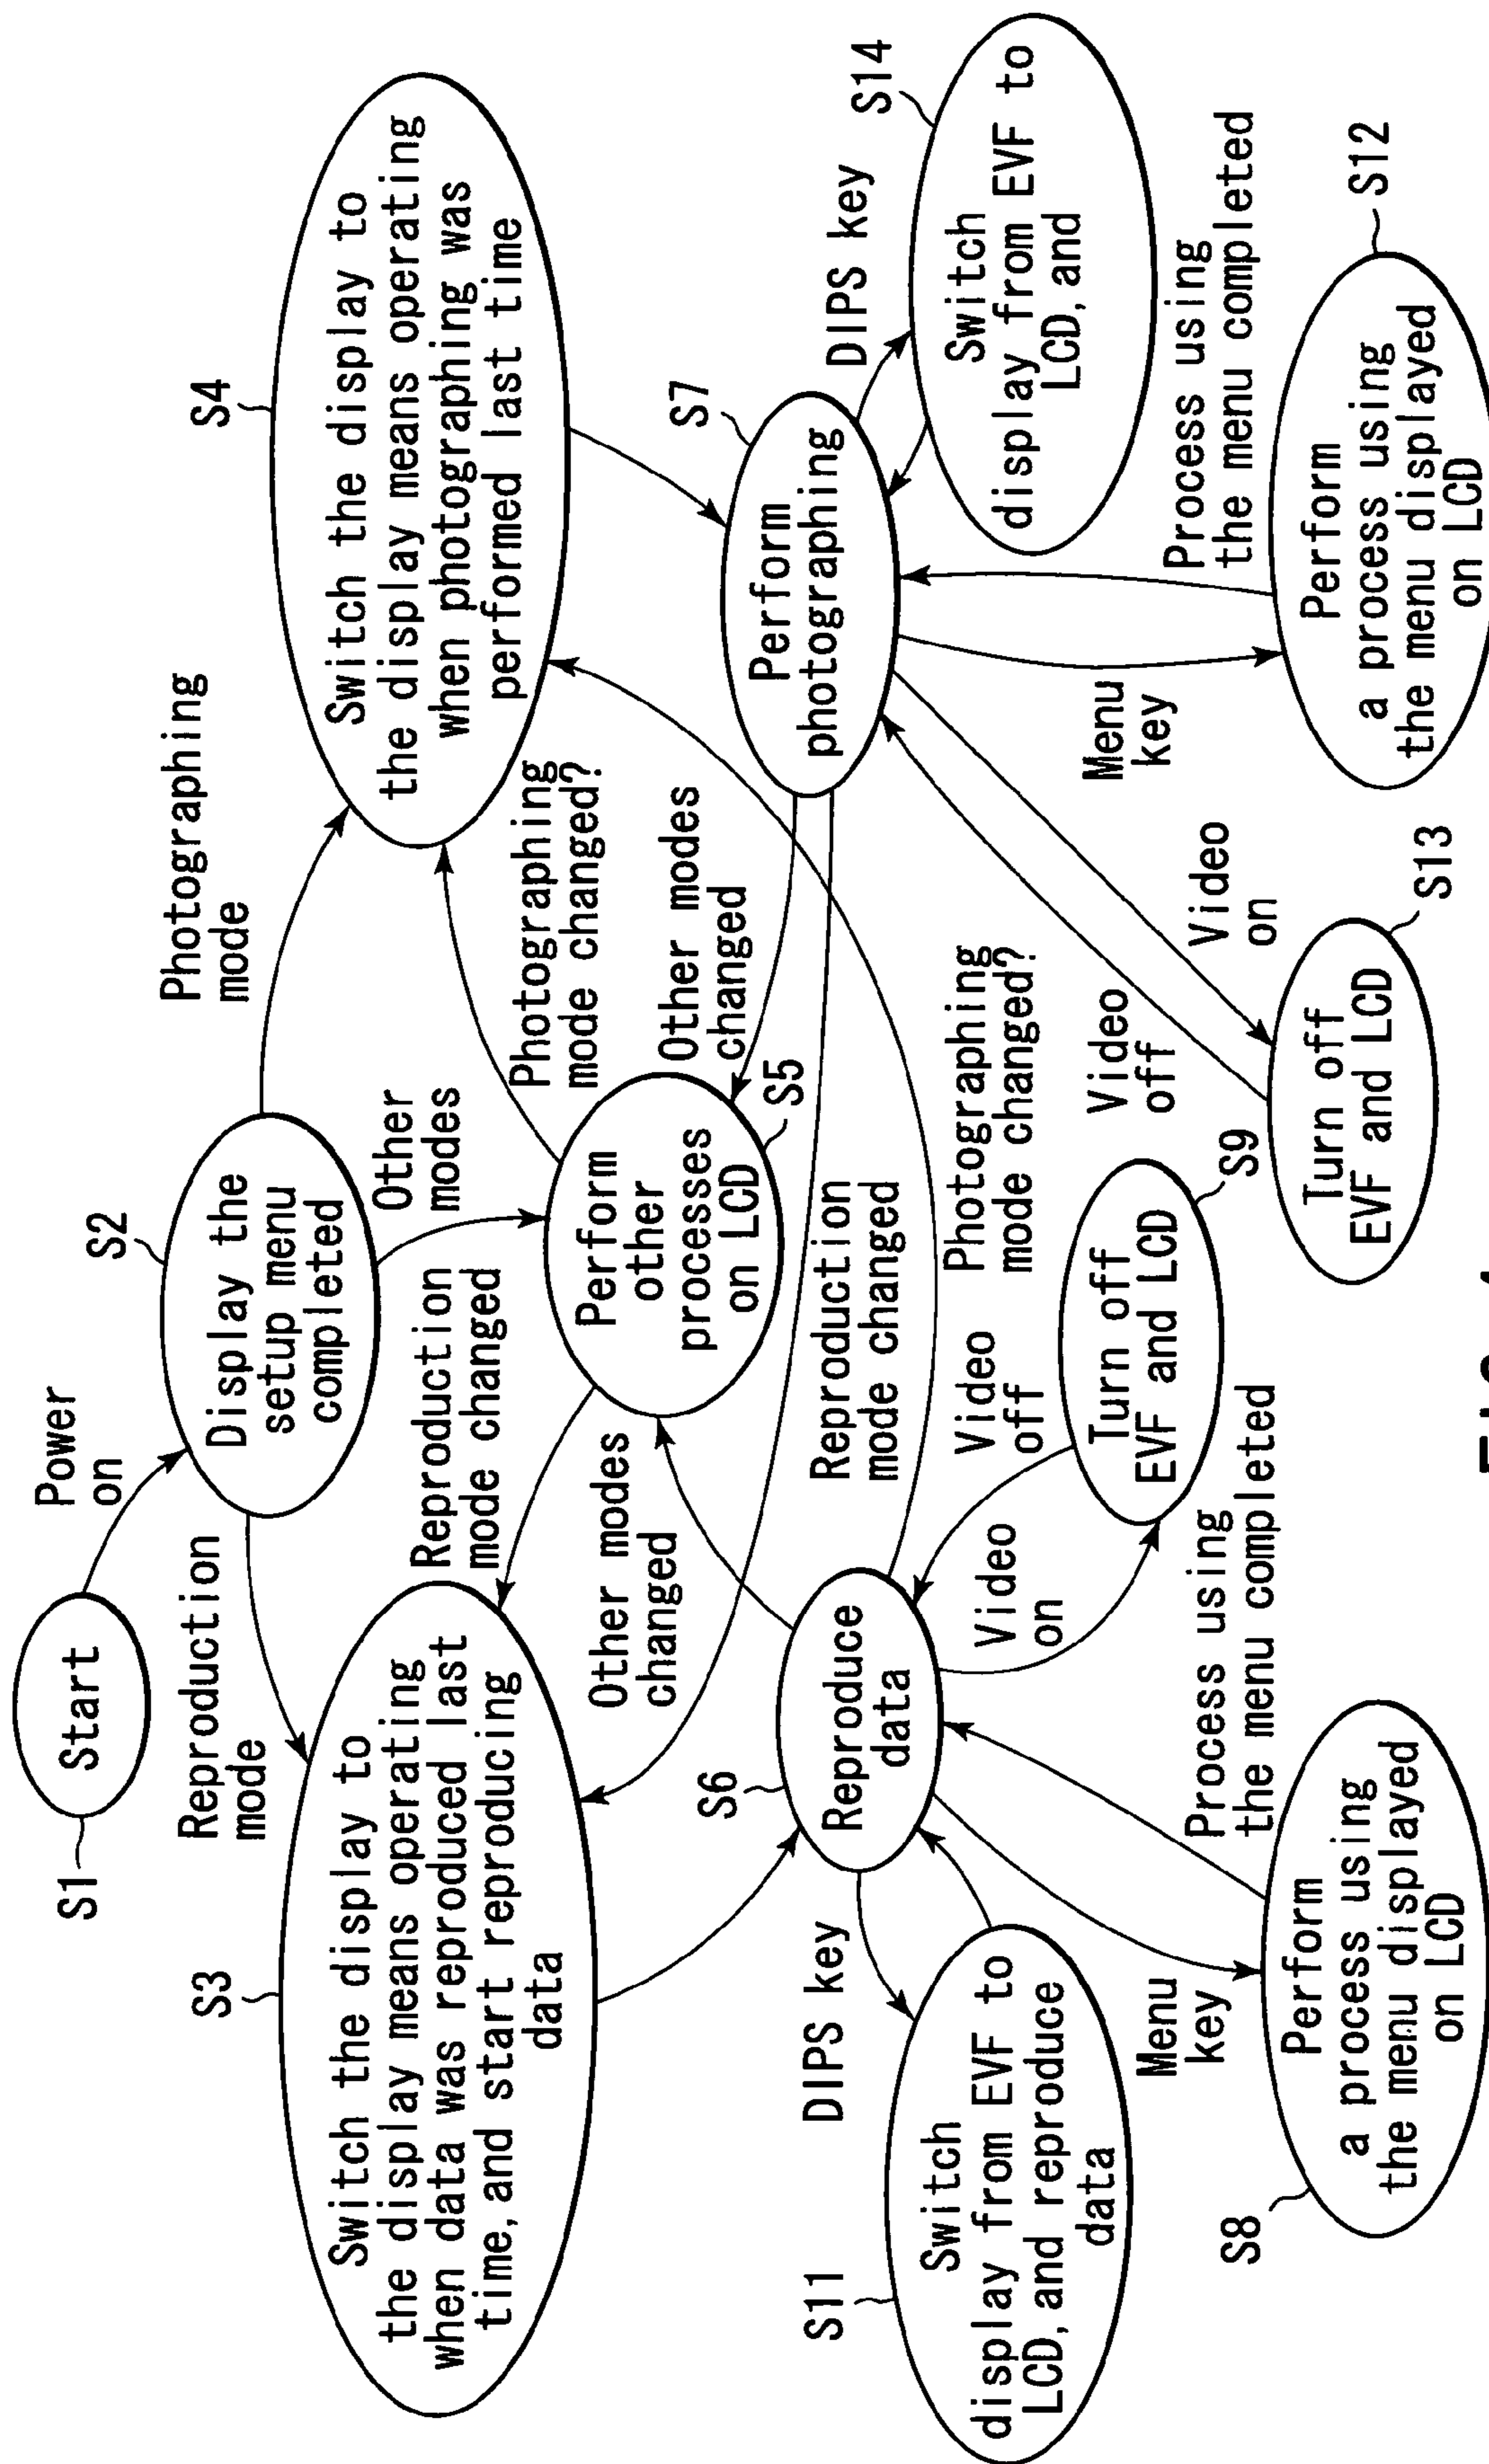 S1
Start
Power
on
S2
Display the
setup menu
completed
Reproduction
mode
Photographing
mode
Other
modes
S3
Switch the display to
the display means operating
when data was reproduced last
time, and start reproducing
data
S4
Switch the display to
the display means operating
when photographing was
performed last time
Reproduction
mode changed
Photographing
mode changed?
Perform
other
processes
on LCD
S5
Other modes
changed
Other modes
changed
S6
Reproduce
data
Reproduction
mode changed
Photographing
mode changed?
S7
Perform
photographing
DIPS key
S11
Switch
display from EVF to
LCD, and reproduce
data
Menu
key
Process using
the menu completed
S8
Perform
a process using
the menu displayed
on LCD
Video
on
Video
off
Turn off
EVF and LCD
S9
Video
off
Video
on
Turn off
EVF and LCD
S13
Menu
key
Process using
the menu completed
S12
Perform
a process using
the menu displayed
on LCD
DIPS key
S14
Switch
display from EVF to
LCD, and